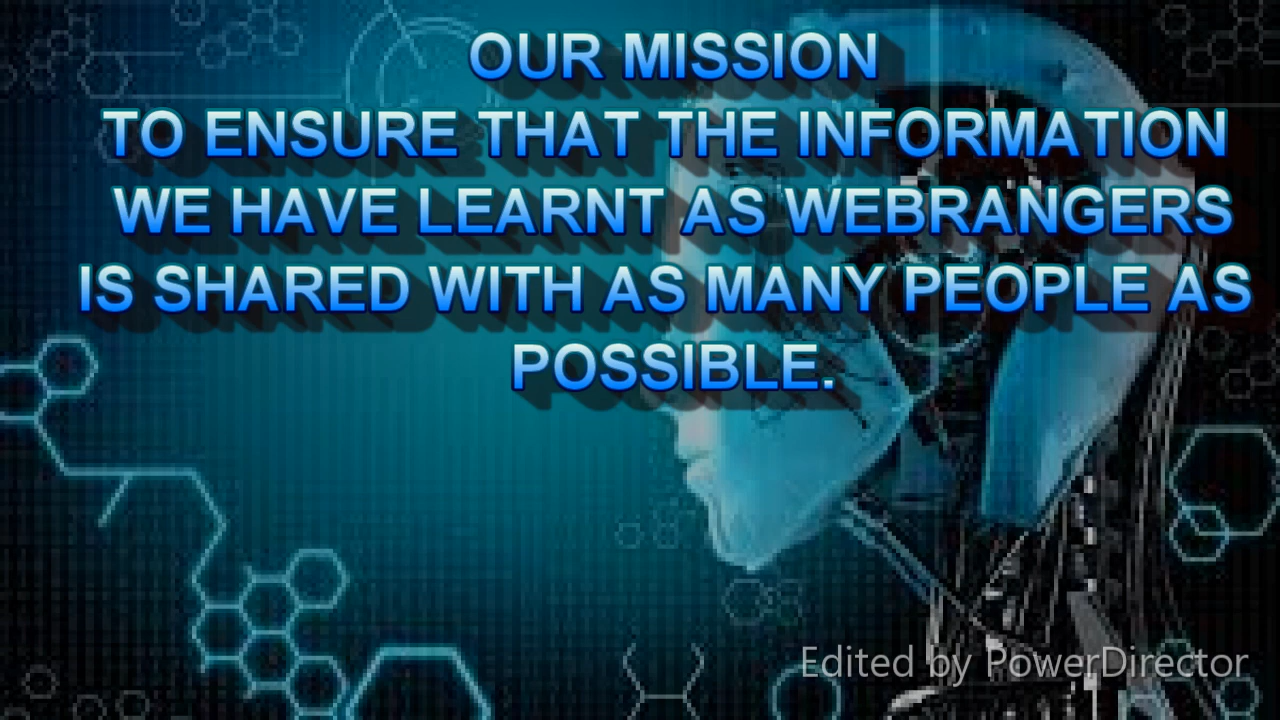 OUR MISSION
TO ENSURE THAT THE INFORMATION
WE HAVE LEARNT AS WEBRANGERS
IS SHARED WITH AS MANY PEOPLE AS
POSSIBLE.
Edited by PowerDirector